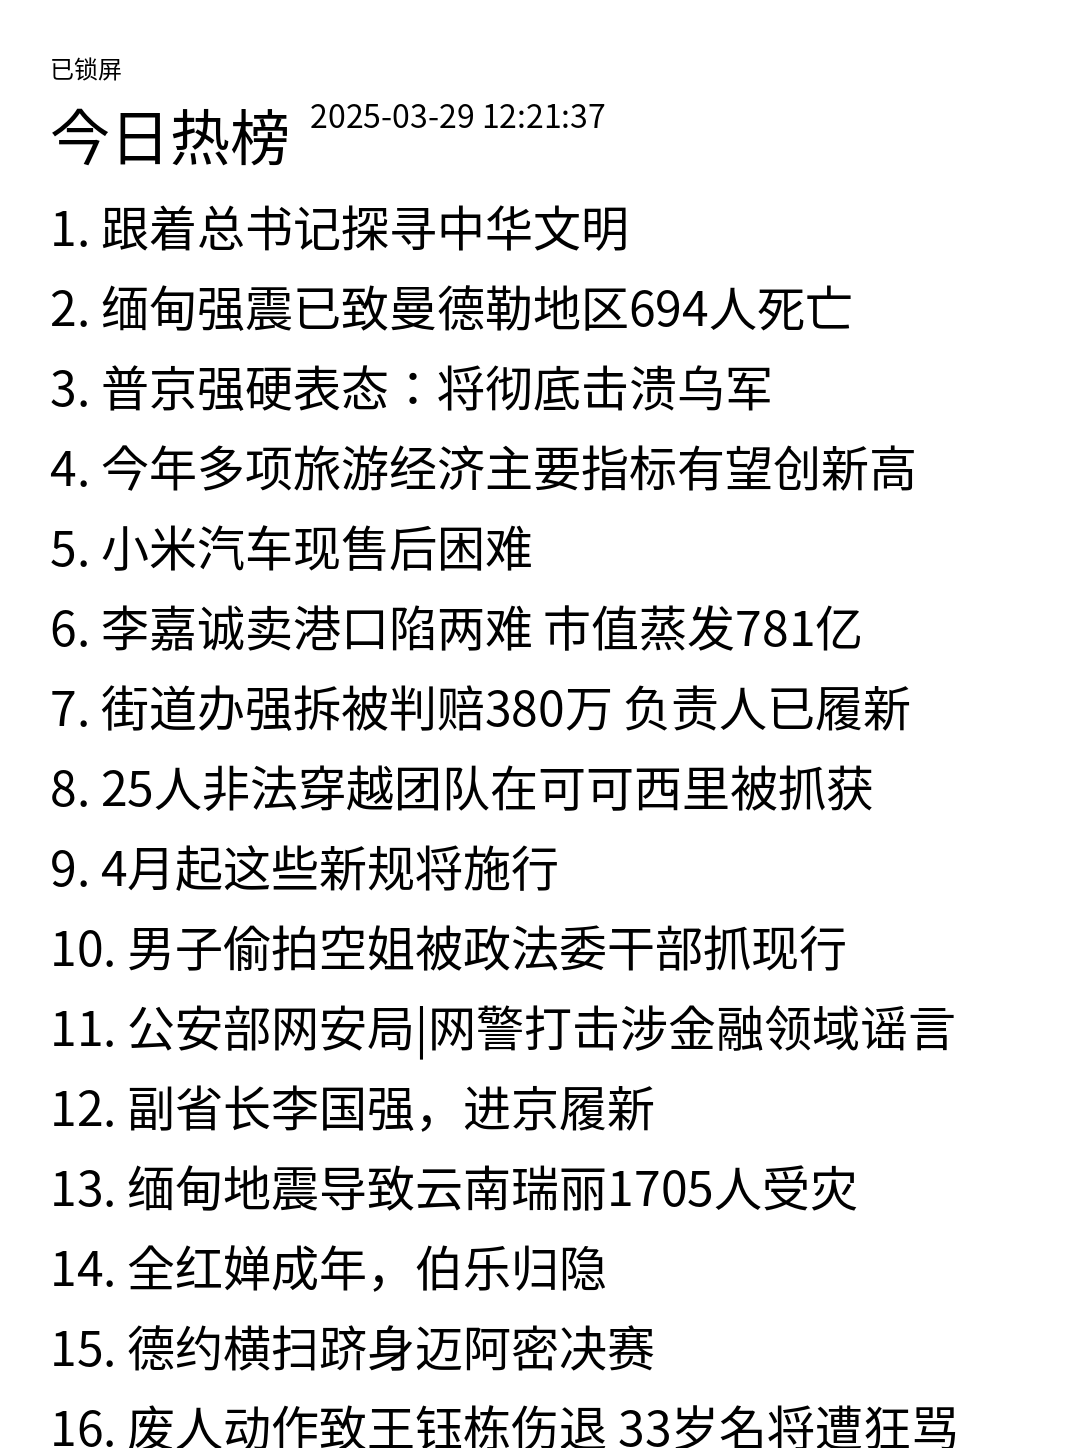 已锁屏
今日热榜 2025-03-29 12:21:37
1. 跟着总书记探寻中华文明
2. 缅甸强震已致曼德勒地区694人死亡
3. 普京强硬表态：将彻底击溃乌军
4. 今年多项旅游经济主要指标有望创新高
5. 小米汽车现售后困难
6. 李嘉诚卖港口陷两难 市值蒸发781亿
7. 街道办强拆被判赔380万 负责人已履新
8. 25人非法穿越团队在可可西里被抓获
9. 4月起这些新规将施行
10. 男子偷拍空姐被政法委干部抓现行
11. 公安部网安局|网警打击涉金融领域谣言
12. 副省长李国强，进京履新
13. 缅甸地震导致云南瑞丽1705人受灾
14. 全红婵成年，伯乐归隐
15. 德约横扫跻身迈阿密决赛
16. 废人动作致王钰栋伤退 33岁名将遭狂骂